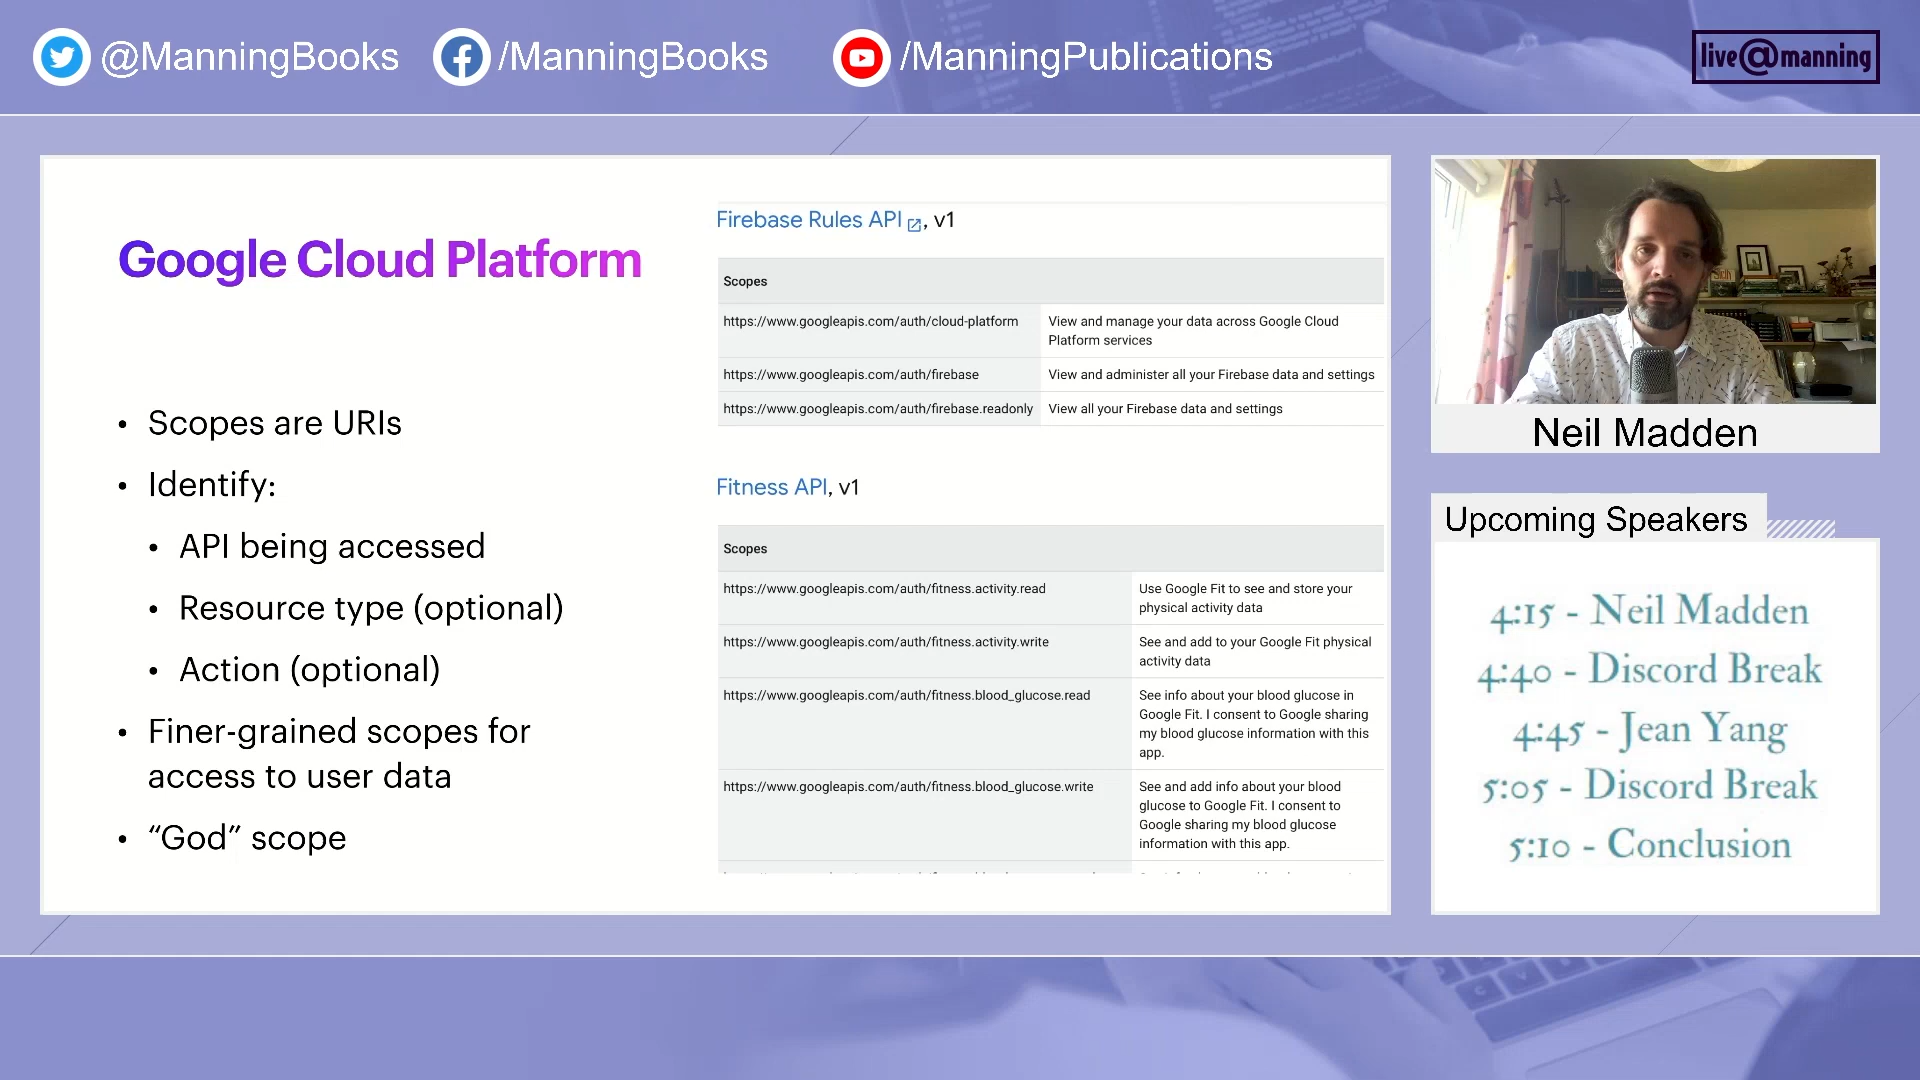 @ManningBooks
/ManningBooks
/ManningPublications
live@manning
Google Cloud Platform
• Scopes are URIs
• Identify:
• API being accessed
• Resource type (optional)
• Action (optional)
• Finer-grained scopes for
access to user data
• “God” scope
Firebase Rules API, v1
Scopes
https://www.googleapis.com/auth/cloud-platform
View and manage your data across Google Cloud
Platform services
https://www.googleapis.com/auth/firebase
View and administer all your Firebase data and settings
https://www.googleapis.com/auth/firebase.readonly
View all your Firebase data and settings
Fitness API, v1
Scopes
https://www.googleapis.com/auth/fitness.activity.read
Use Google Fit to see and store your
physical activity data
https://www.googleapis.com/auth/fitness.activity.write
See and add to your Google Fit physical
activity data
https://www.googleapis.com/auth/fitness.blood_glucose.read
See info about your blood glucose in
Google Fit. I consent to Google sharing
my blood glucose information with this
app.
https://www.googleapis.com/auth/fitness.blood_glucose.write
See and add info about your blood
glucose to Google Fit. I consent to
Google sharing my blood glucose
information with this app.
Neil Madden
Upcoming Speakers
4:15 - Neil Madden
4:40 - Discord Break
4:45 - Jean Yang
5:05 - Discord Break
5:10 - Conclusion